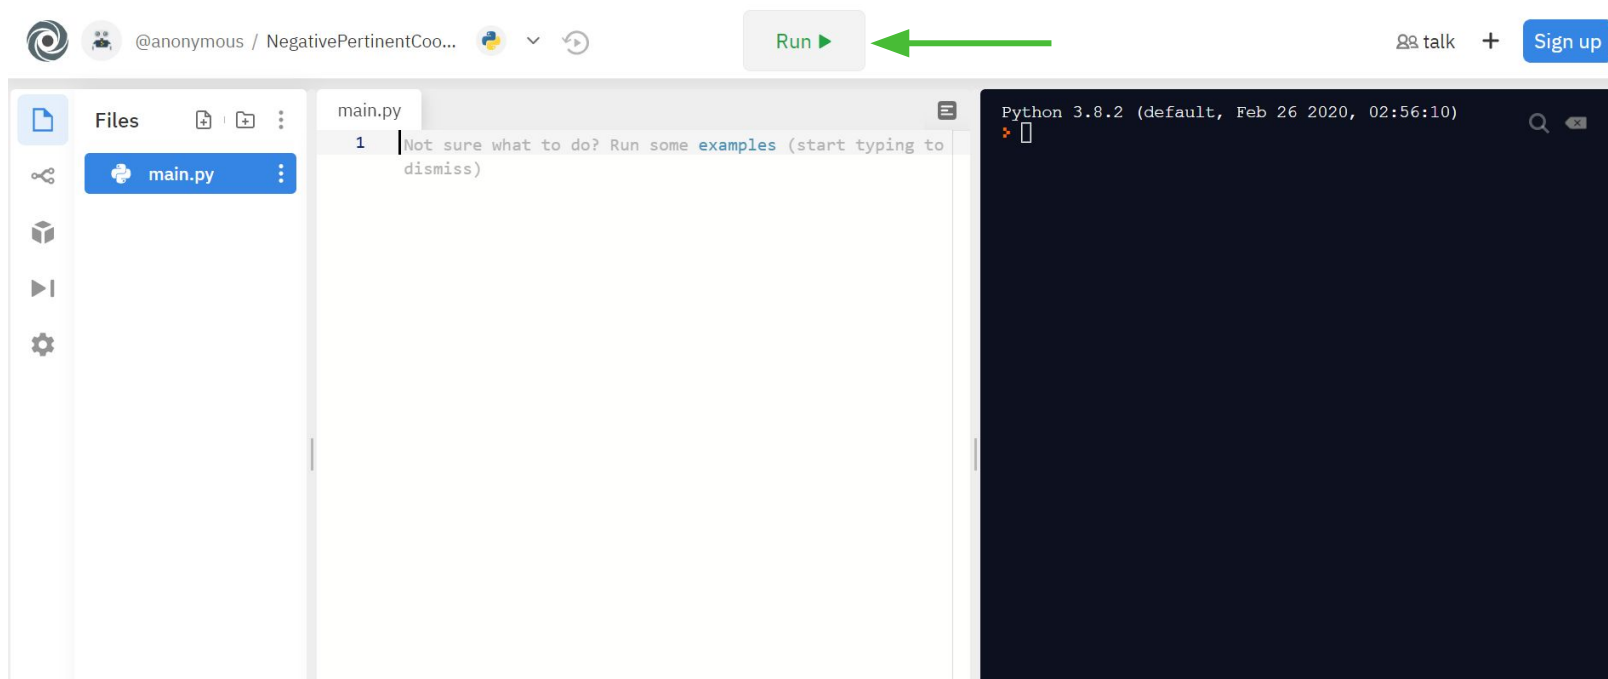 @anonymous / NegativePertinentCoo...
Run
talk
+
Sign up
Files
main.py
main.py
1
Not sure what to do? Run some examples (start typing to
dismiss)
Python 3.8.2 (default, Feb 26 2020, 02:56:10)